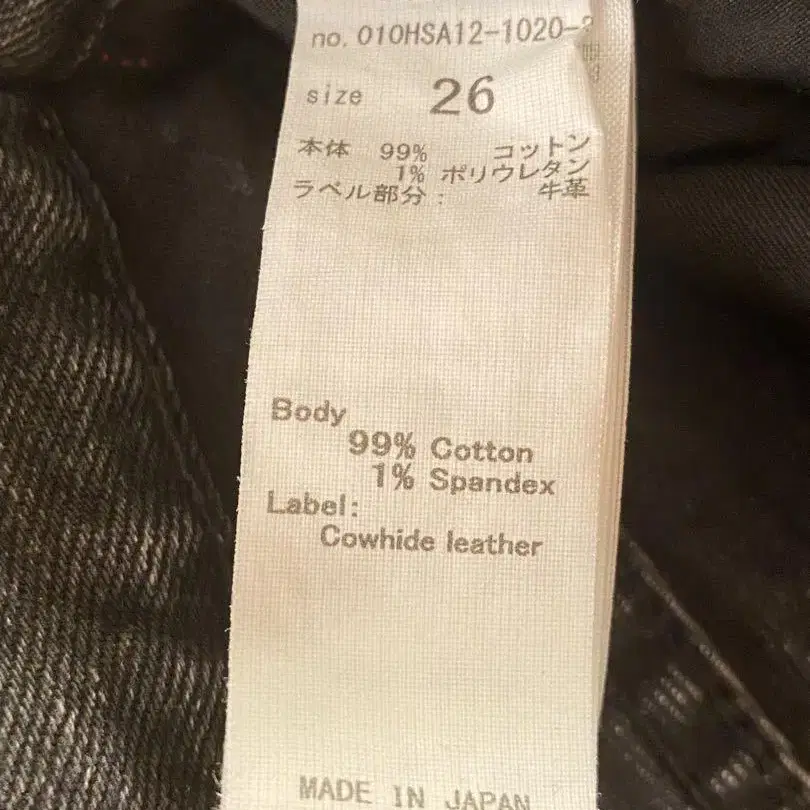 no. 010HSA12-1020-
size 26
本体 99% コットン
1% ポリウレタン
ラベル部分: 牛革
Body
99% Cotton
1% Spandex
Label:
Cowhide leather
MADE IN JAPAN